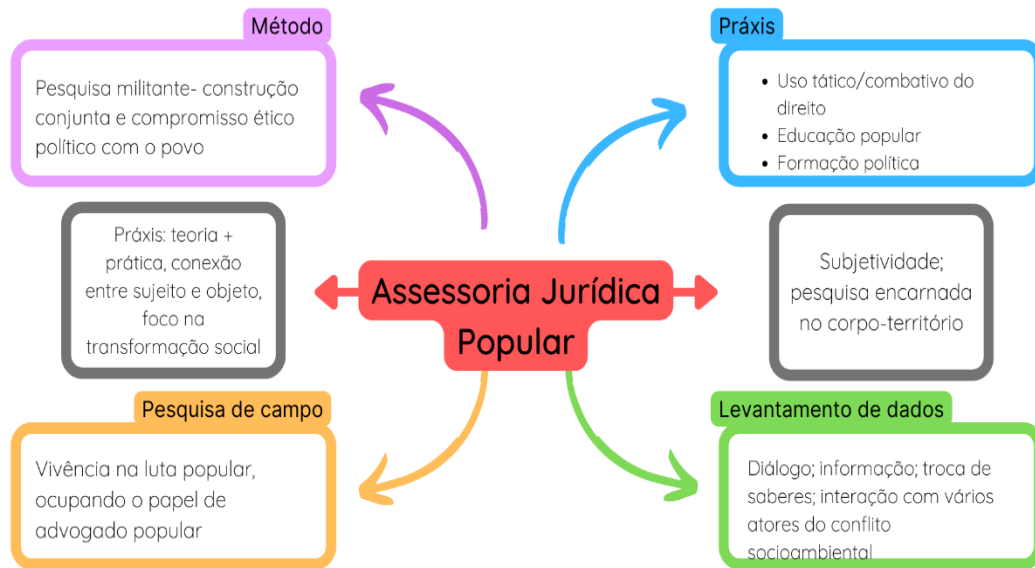 Método
Pesquisa militante- construção
conjunta e compromisso ético
político com o povo
Práxis
• Uso tático/combativo do
direito
• Educação popular
• Formação política
Práxis: teoria +
prática, conexão
entre sujeito e objeto,
foco na
transformação social
Assessoria Jurídica
Popular
Subjetividade;
pesquisa encarnada
no corpo-território
Pesquisa de campo
Vivência na luta popular,
ocupando o papel de
advogado popular
Levantamento de dados
Diálogo; informação; troca de
saberes; interação com vários
atores do conflito
socioambiental